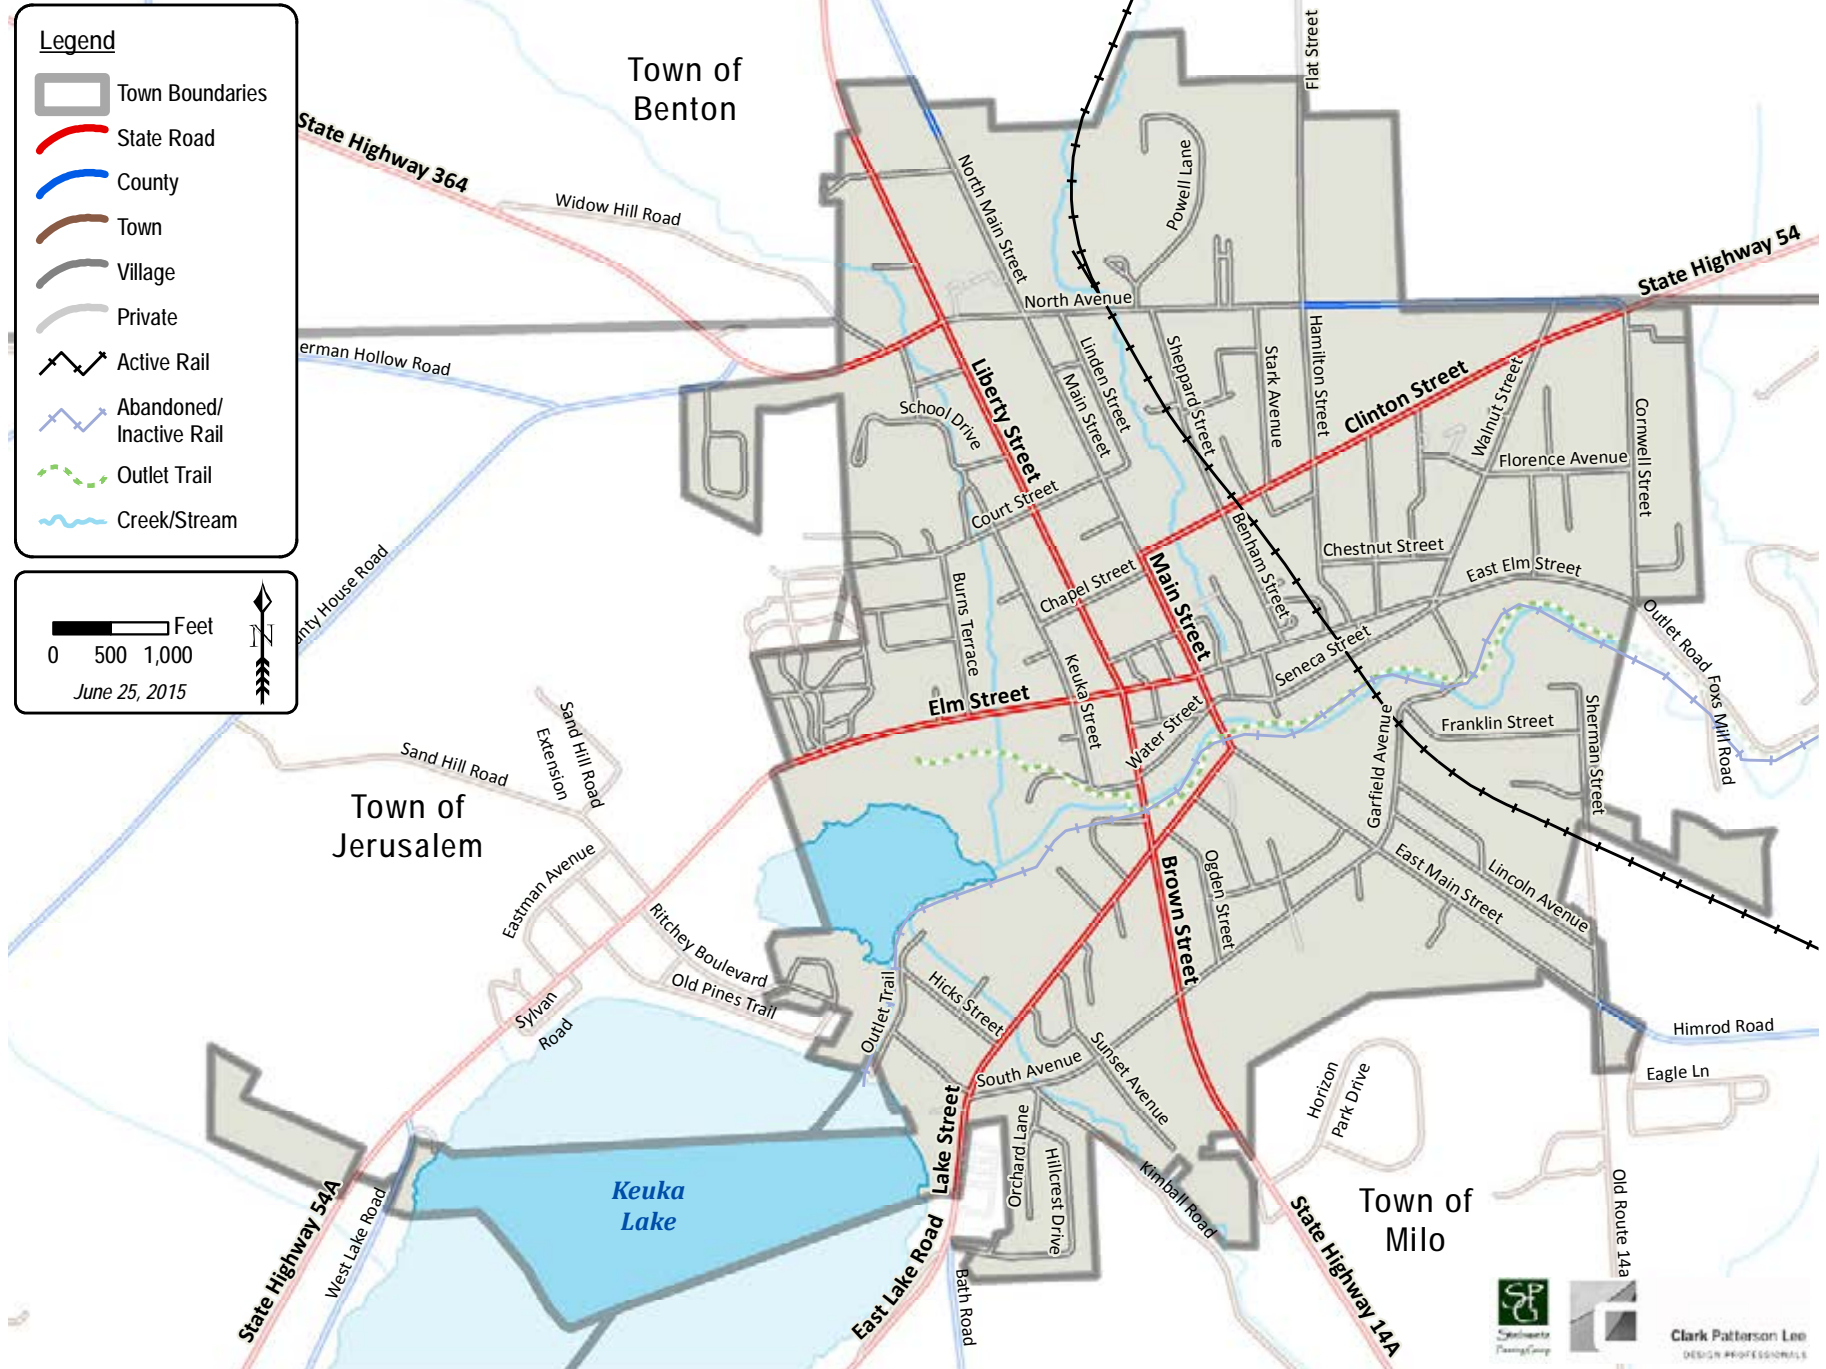 Legend
Town Boundaries
State Road
County
Town
Village
Private
Active Rail
Abandoned/
Inactive Rail
Outlet Trail
Creek/Stream
Feet
0 500 1,000
N
June 25, 2015
Town of
Benton
State Highway 364
Widow Hill Road
erman Hollow Road
unty House Road
Flat Street
North Main Street
Powell Lane
State Highway 54
North Avenue
Liberty Street
School Drive
Linden Street
Main Street
Sheppard Street
Stark Avenue
Hamilton Street
Clinton Street
Walnut Street
Florence Avenue
Cornwell Street
Court Street
Chapel Street
Main Street
Benham Street
Chestnut Street
East Elm Street
Burns Terrace
Keuka Street
Elm Street
Water Street
Seneca Street
Outlet Road
Foxs Mill Road
Franklin Street
Garfield Avenue
Sherman Street
Sand Hill Road
Sand Hill Road
Extension
Town of
Jerusalem
Eastman Avenue
Ritchey Boulevard
Old Pines Trail
Sylvan
Road
Outlet Trail
Hicks Street
Brown Street
Ogden Street
East Main Street
Lincoln Avenue
South Avenue
Sunset Avenue
Himrod Road
Eagle Ln
Horizon
Park Drive
Lake Street
Orchard Lane
Hillcrest Drive
Kimball Road
Keuka
Lake
State Highway 54A
West Lake Road
East Lake Road
Bath Road
Town of
Milo
State Highway 14A
Old Route 14a
SPG
Clark Patterson Lee
DESIGN PROFESSIONALS